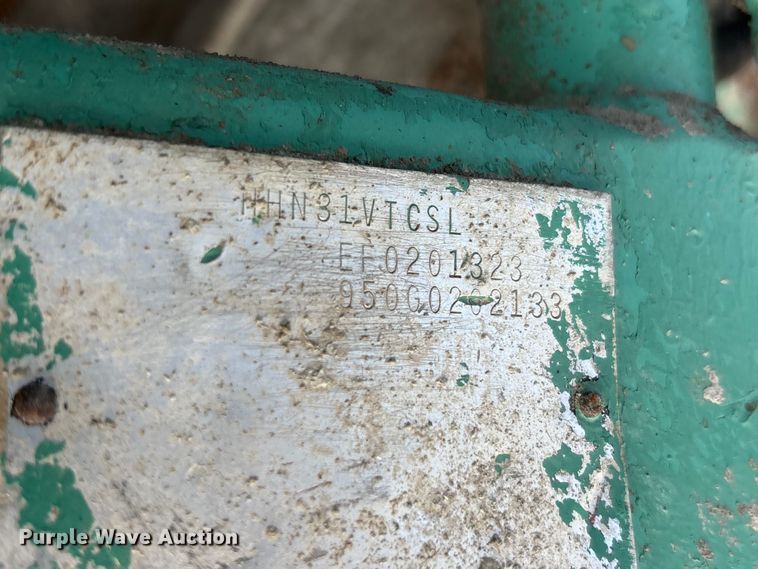 HHN31VTCSL
EF0201323
950G0202133
Purple Wave Auction